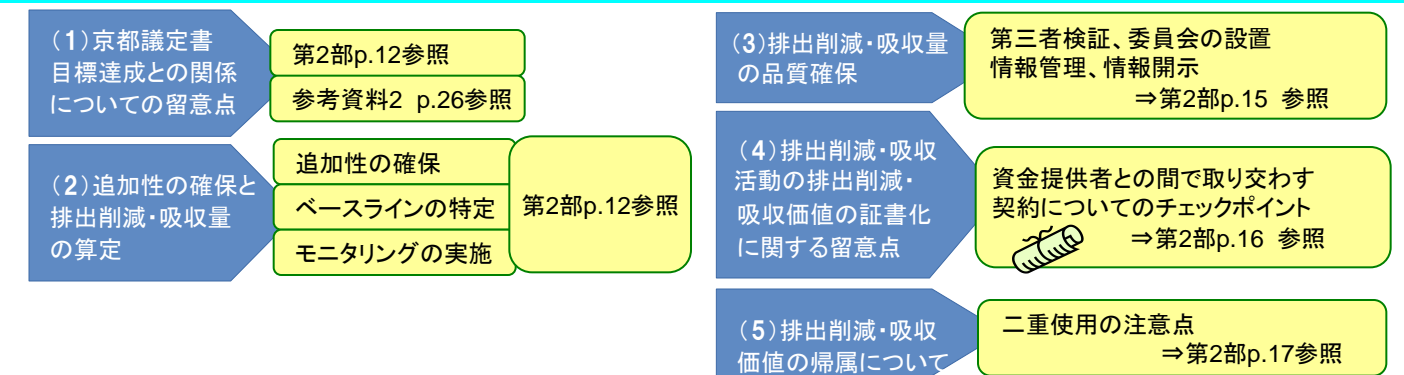 （1）京都議定書
目標達成との関係
についての留意点
第2部p.12参照
参考資料2 p.26参照
（2）追加性の確保と
排出削減・吸収量
の算定
追加性の確保
ベースラインの特定
モニタリングの実施
第2部p.12参照
（3）排出削減・吸収量
の品質確保
第三者検証、委員会の設置
情報管理、情報開示
⇒第2部p.15 参照
（4）排出削減・吸収
活動の排出削減・
吸収価値の証書化
に関する留意点
資金提供者との間で取り交わす
契約についてのチェックポイント
⇒第2部p.16 参照
（5）排出削減・吸収
価値の帰属について
二重使用の注意点
⇒第2部p.17参照